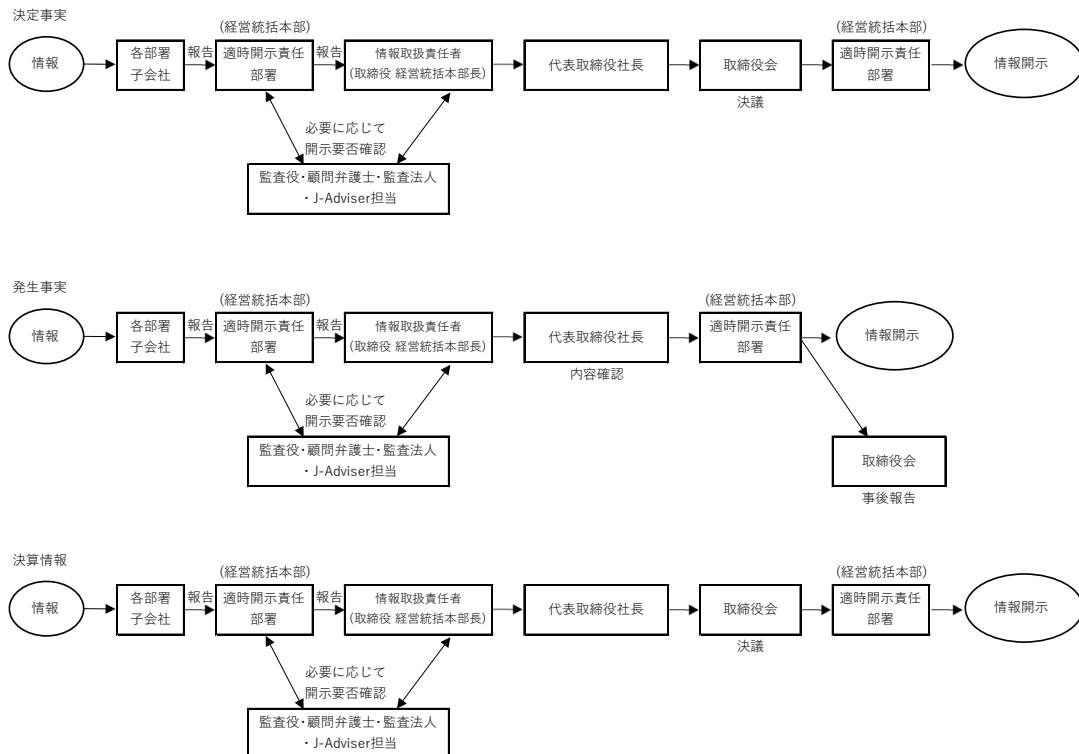 決定事実
(経営統括本部)
(経営統括本部)
情報
各部署
子会社
報告
適時開示責任
部署
報告
情報取扱責任者
(取締役 経営統括本部長)
代表取締役社長
取締役会
決議
適時開示責任
部署
情報開示
必要に応じて
開示要否確認
監査役・顧問弁護士・監査法人
・J-Adviser担当
発生事実
(経営統括本部)
(経営統括本部)
情報
各部署
子会社
報告
適時開示責任
部署
報告
情報取扱責任者
(取締役 経営統括本部長)
代表取締役社長
内容確認
適時開示責任
部署
情報開示
必要に応じて
開示要否確認
監査役・顧問弁護士・監査法人
・J-Adviser担当
取締役会
事後報告
決算情報
(経営統括本部)
(経営統括本部)
情報
各部署
子会社
報告
適時開示責任
部署
報告
情報取扱責任者
(取締役 経営統括本部長)
代表取締役社長
取締役会
決議
適時開示責任
部署
情報開示
必要に応じて
開示要否確認
監査役・顧問弁護士・監査法人
・J-Adviser担当